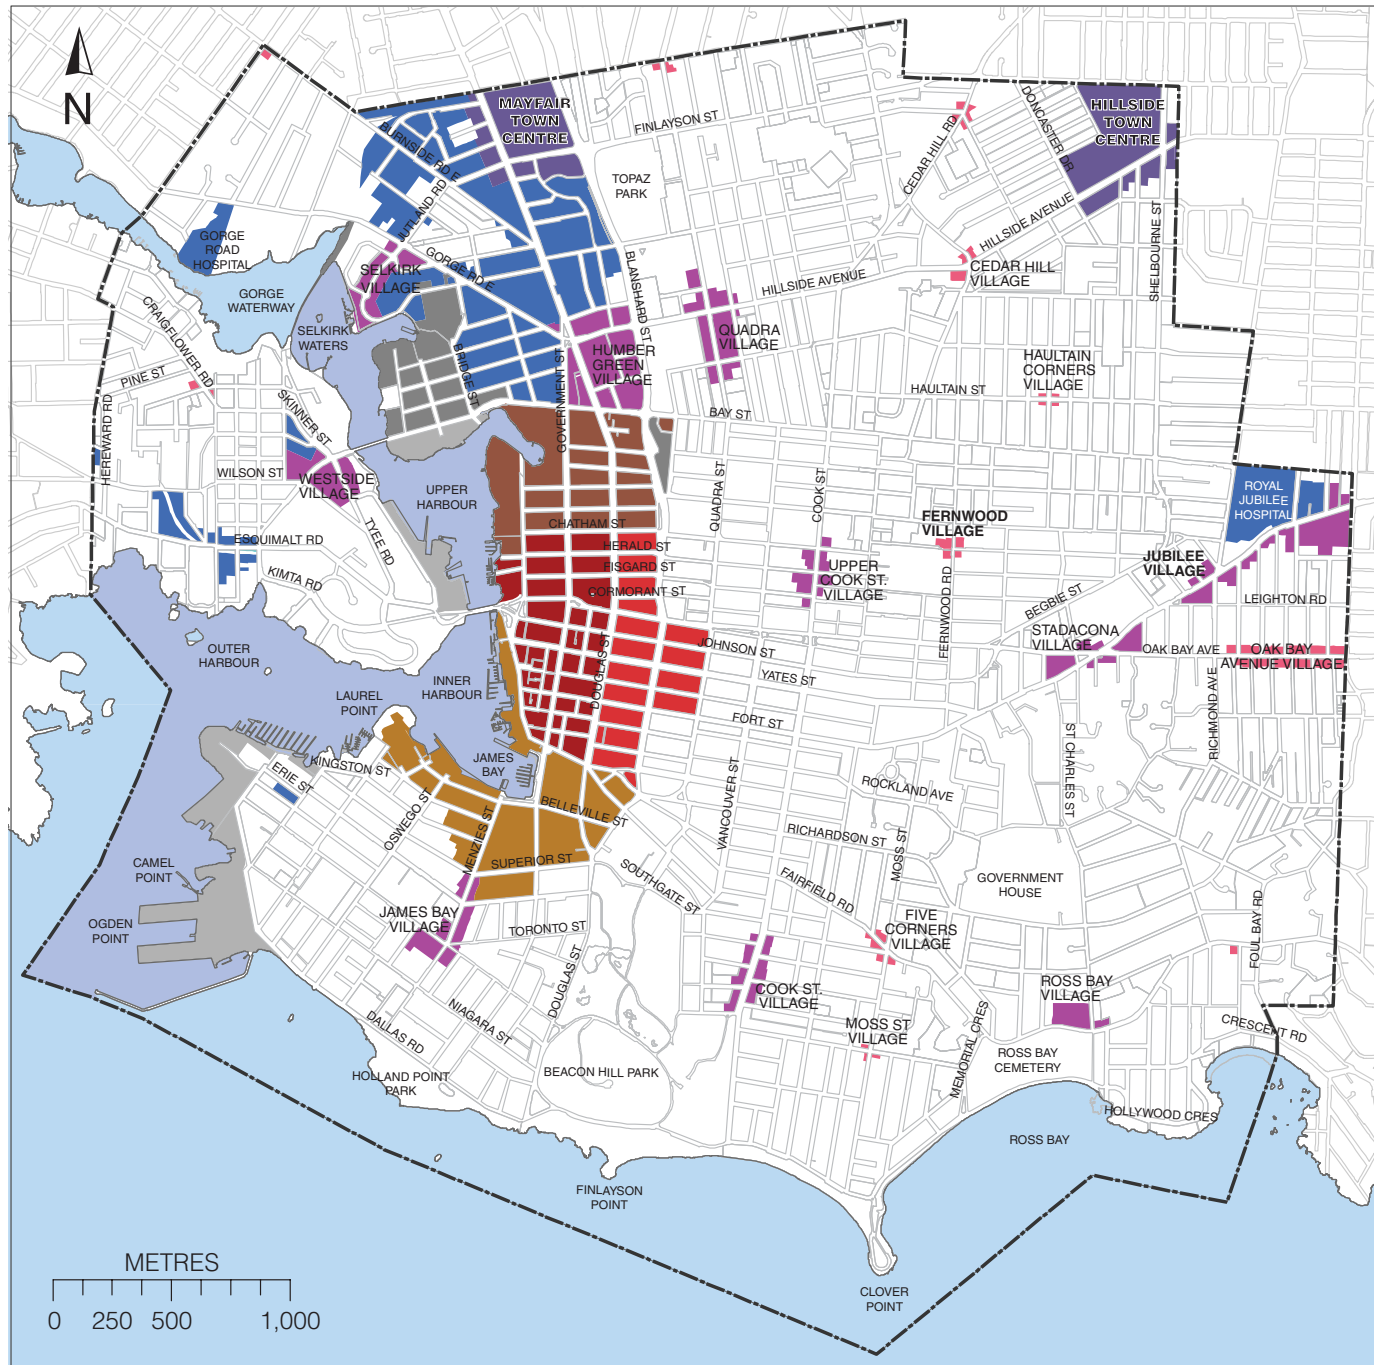 N
MAYFAIR
TOWN
CENTRE
HILLSIDE
TOWN
CENTRE
FINLAYSON ST
DONCASTER DR
BURNSIDE RD E
CEDAR HILL RD
TOPAZ
PARK
JUTLAND RD
HILLSIDE AVENUE
SHELBOURNE ST
GORGE
ROAD
HOSPITAL
GORGE RD E
SELKIRK
VILLAGE
BLANSHARD ST
HILLSIDE AVENUE
CEDAR HILL
VILLAGE
GORGE
WATERWAY
CRAIGFLOWER RD
SELKIRK
WATERS
QUADRA
VILLAGE
BRIDGE ST
GOVERNMENT ST
HUMBER
GREEN
VILLAGE
HAULTAIN
CORNERS
VILLAGE
PINE ST
HAULTAIN ST
SKINNER ST
HEREWARD RD
BAY ST
WILSON ST
WESTSIDE
VILLAGE
UPPER
HARBOUR
QUADRA ST
COOK ST
ROYAL
JUBILEE
HOSPITAL
FERNWOOD
VILLAGE
CHATHAM ST
TYEE RD
ESQUIMALT RD
HERALD ST
FISGARD ST
KIMTA RD
CORMORANT ST
UPPER
COOK ST.
VILLAGE
JUBILEE
VILLAGE
FERNWOOD RD
BEGBIE ST
LEIGHTON RD
STADACONA
VILLAGE
OAK BAY AVE
OAK BAY
AVENUE VILLAGE
OUTER
HARBOUR
JOHNSON ST
DOUGLAS ST
YATES ST
INNER
HARBOUR
LAUREL
POINT
FORT ST
RICHMOND AVE
ST CHARLES ST
KINGSTON ST
JAMES
BAY
ERIE ST
ROCKLAND AVE
VANCOUVER ST
OSWEGO ST
BELLEVILLE ST
MENZIES ST
RICHARDSON ST
MOSS ST
SUPERIOR ST
CAMEL
POINT
SOUTHGATE ST
FAIRFIELD RD
GOVERNMENT
HOUSE
OGDEN
POINT
JAMES BAY
VILLAGE
TORONTO ST
FIVE
CORNERS
VILLAGE
FOUL BAY RD
DOUGLAS ST
COOK ST.
VILLAGE
ROSS BAY
VILLAGE
NIAGARA ST
DALLAS RD
MOSS ST
VILLAGE
MEMORIAL CRES
CRESCENT RD
ROSS BAY
CEMETERY
HOLLAND POINT
PARK
BEACON HILL PARK
HOLLYWOOD CRES
ROSS BAY
FINLAYSON
POINT
CLOVER
POINT
METRES
0 250 500 1,000